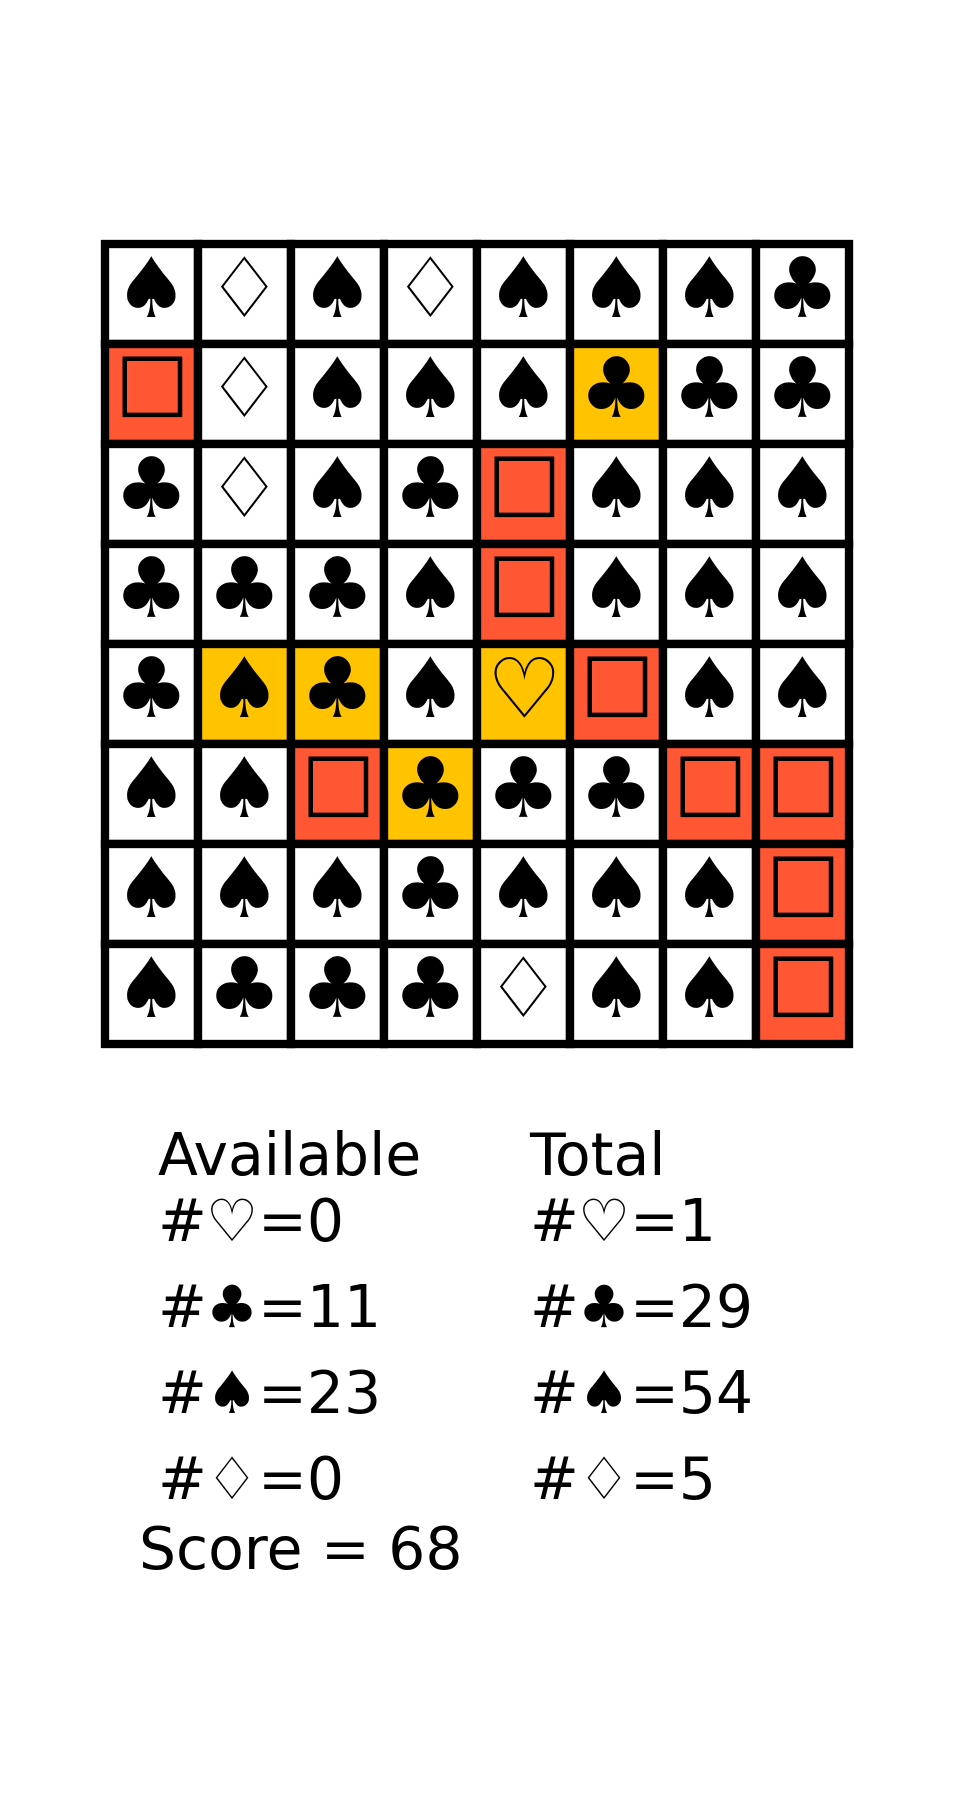 ♠ ♢ ♠ ♢ ♠ ♠ ♠ ♣
□ ♢ ♠ ♠ ♠ ♣ ♣ ♣
♣ ♢ ♠ ♣ □ ♠ ♠ ♠
♣ ♣ ♣ ♠ □ ♠ ♠ ♠
♣ ♠ ♣ ♠ ♡ □ ♠ ♠
♠ ♠ □ ♣ ♣ ♣ □ □
♠ ♠ ♠ ♣ ♠ ♠ ♠ □
♠ ♣ ♣ ♣ ♢ ♠ ♠ □
Available Total
#♡=0 #♡=1
#♣=11 #♣=29
#♠=23 #♠=54
#♢=0 #♢=5
Score = 68